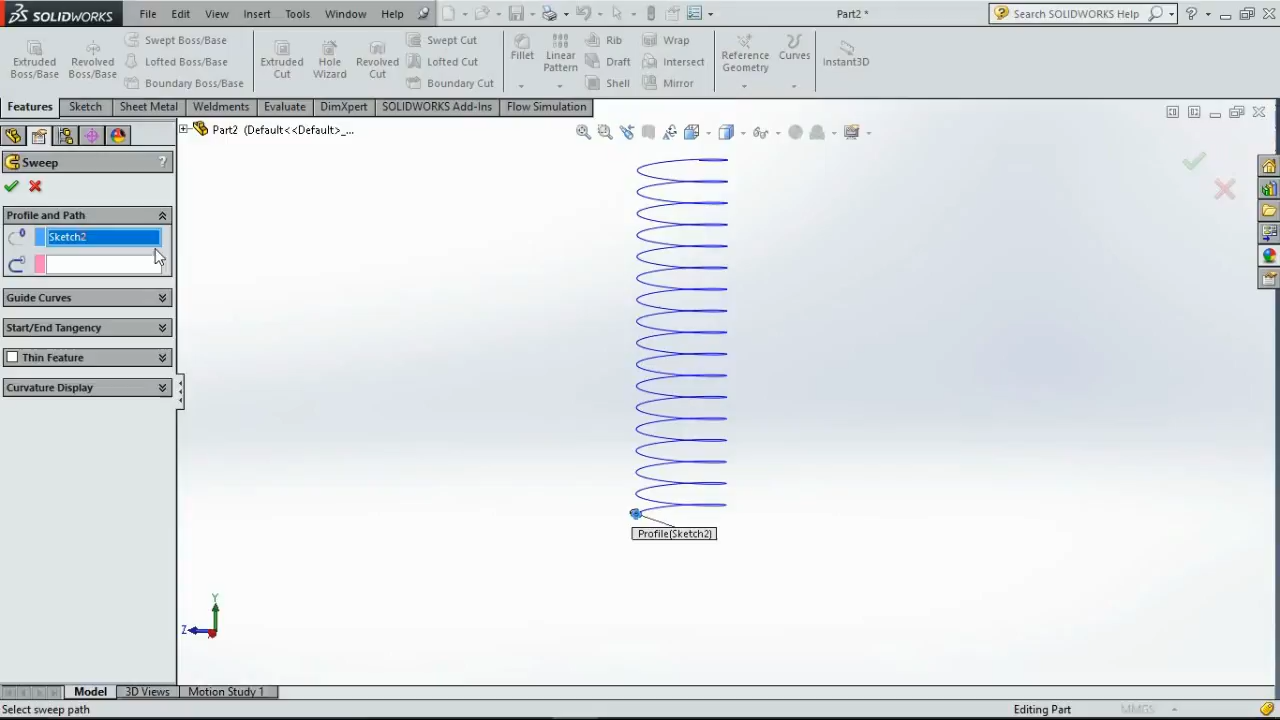 SOLIDWORKS File Edit View Insert Tools Window Help Part2 * Search SOLIDWORKS Help
Extruded Boss/Base
Revolved Boss/Base
Swept Boss/Base
Lofted Boss/Base
Boundary Boss/Base
Extruded Cut
Hole Wizard
Revolved Cut
Swept Cut
Lofted Cut
Boundary Cut
Fillet
Linear Pattern
Rib
Draft
Shell
Wrap
Intersect
Mirror
Reference Geometry
Curves
Instant3D
Features Sketch Sheet Metal Weldments Evaluate DimXpert SOLIDWORKS Add-Ins Flow Simulation
Part2 (Default<<Default>_...
Sweep ?
Profile and Path
Sketch2
Guide Curves
Start/End Tangency
Thin Feature
Curvature Display
Profile(Sketch2)
Y
Z
Model 3D Views Motion Study 1
Select sweep path Editing Part MMGS